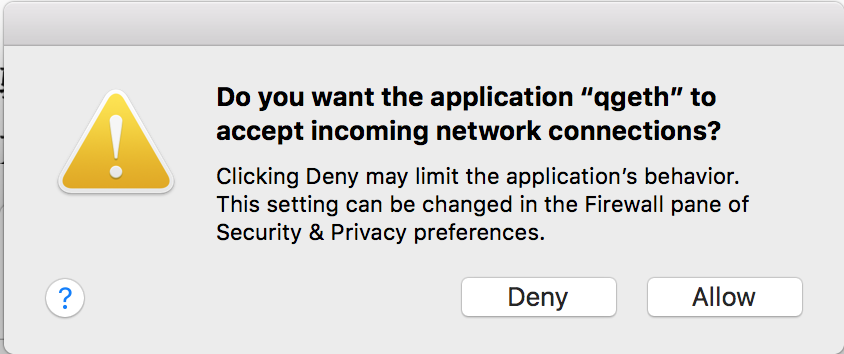 Do you want the application “qgeth” to
accept incoming network connections?
Clicking Deny may limit the application’s behavior.
This setting can be changed in the Firewall pane of
Security & Privacy preferences.
?
Deny
Allow